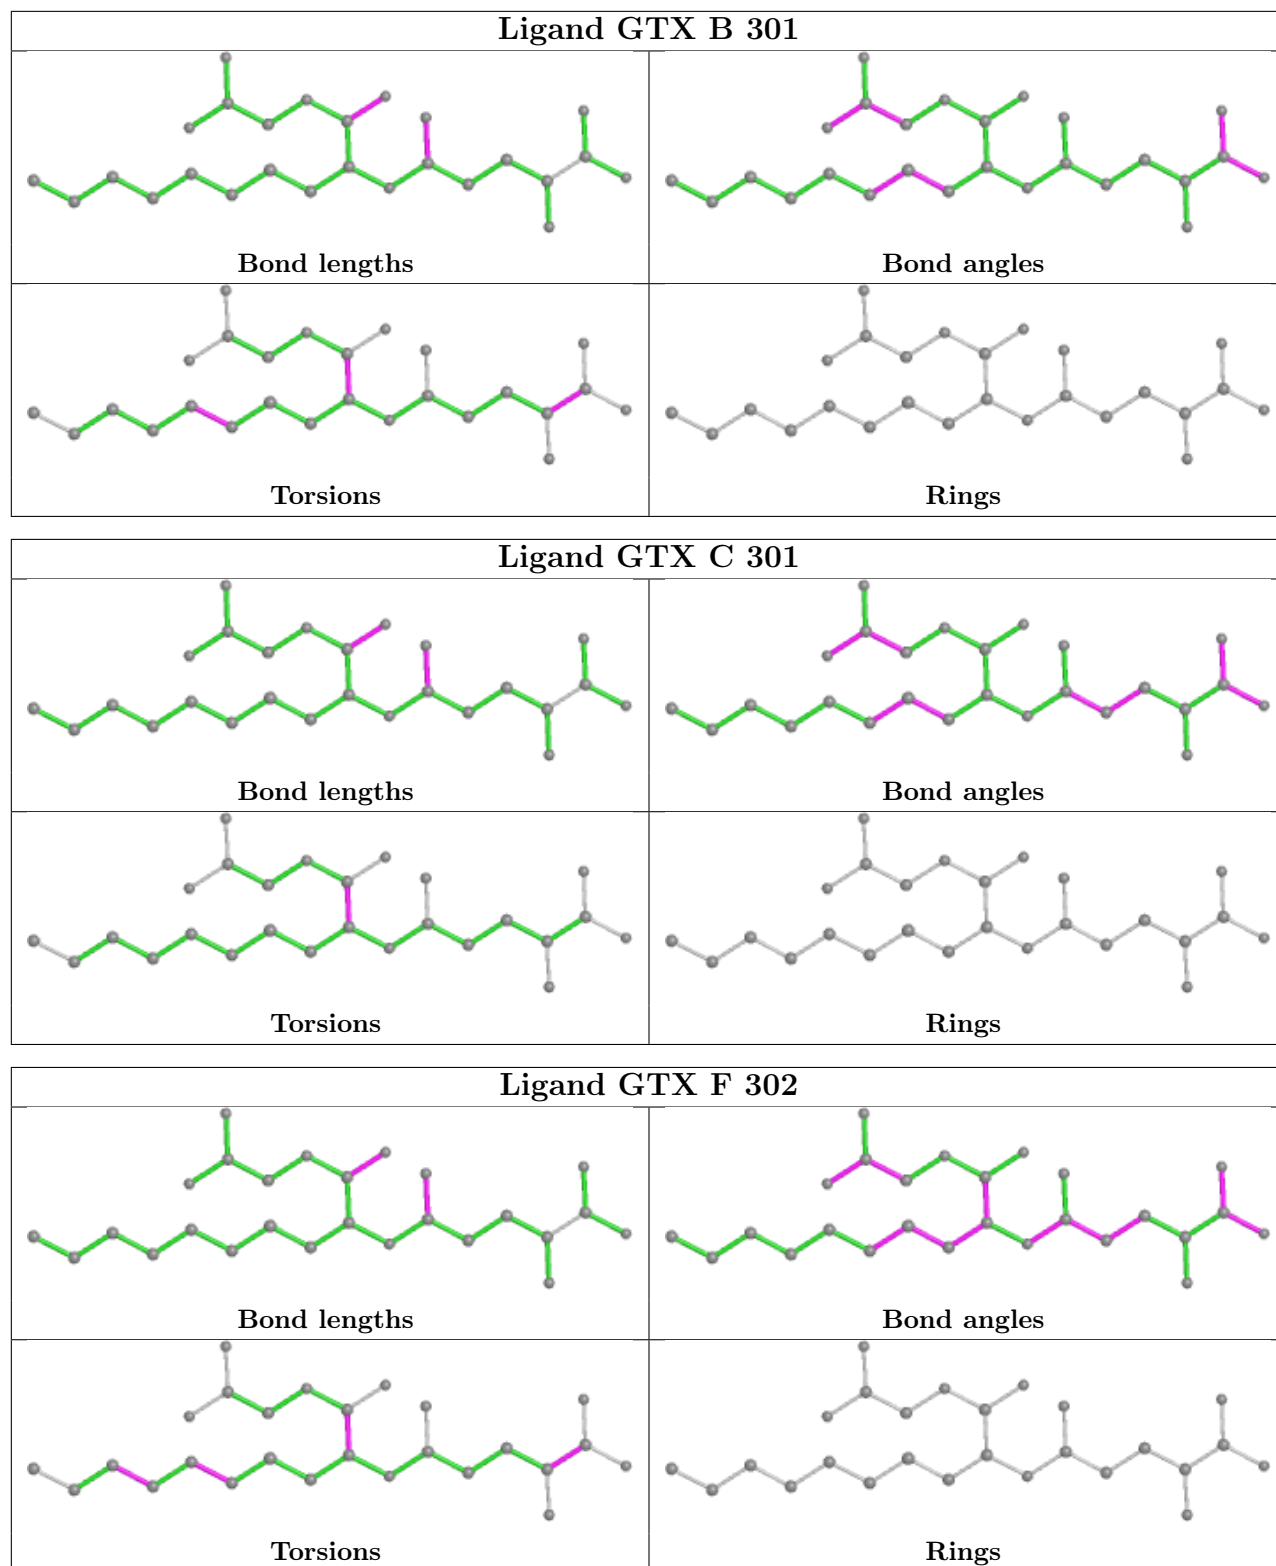 Ligand GTX B 301
Bond lengths
Bond angles
Torsions
Rings
Ligand GTX C 301
Bond lengths
Bond angles
Torsions
Rings
Ligand GTX F 302
Bond lengths
Bond angles
Torsions
Rings